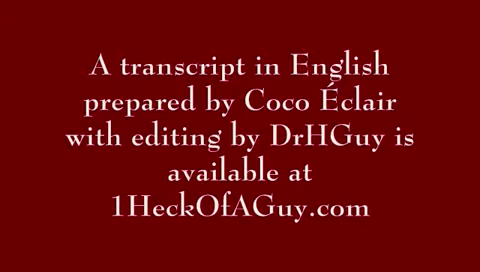 A transcript in English
prepared by Coco Éclair
with editing by DrHGuy is
available at
1HeckOfAGuy.com